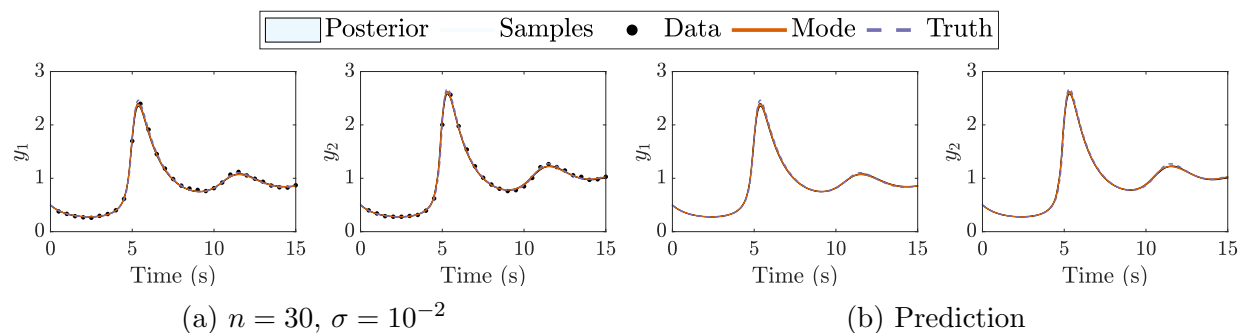 Posterior Samples Data Mode Truth
3 3 3 3
2 2 2 2
1 1 1 1
0 0 0 0
y₁ y₂ y₁ y₂
0 5 10 15 0 5 10 15 0 5 10 15 0 5 10 15
Time (s) Time (s) Time (s) Time (s)
(a) n = 30, σ = 10⁻² (b) Prediction